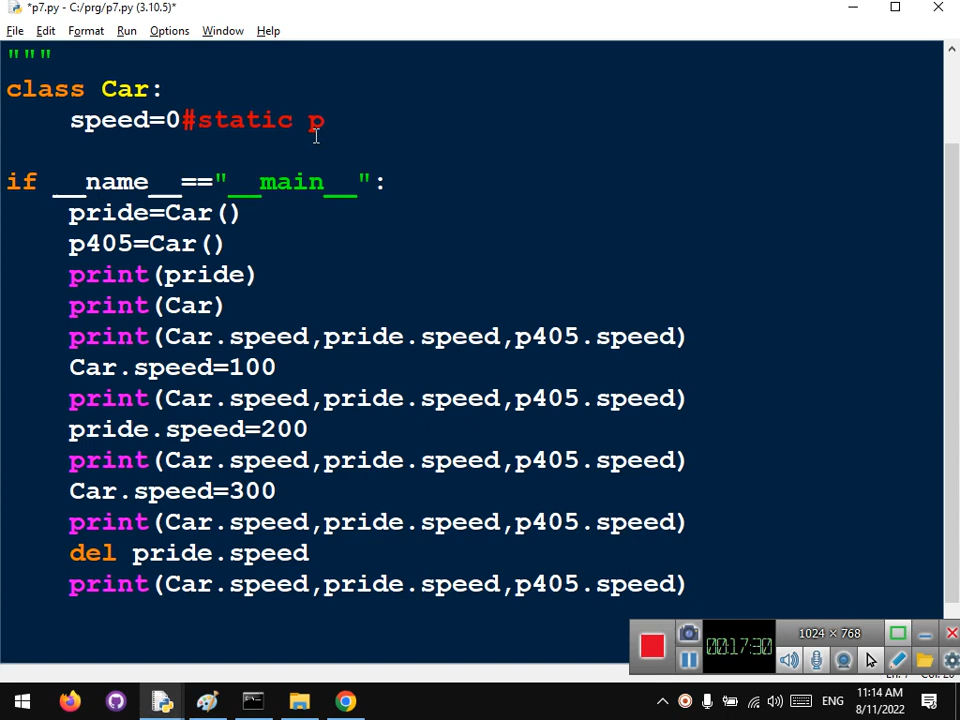 *p7.py - C:/prg/p7.py (3.10.5)*
File Edit Format Run Options Window Help
"""
class Car:
    speed=0#static p
if __name__=="__main__":
    pride=Car()
    p405=Car()
    print(pride)
    print(Car)
    print(Car.speed,pride.speed,p405.speed)
    Car.speed=100
    print(Car.speed,pride.speed,p405.speed)
    pride.speed=200
    print(Car.speed,pride.speed,p405.speed)
    Car.speed=300
    print(Car.speed,pride.speed,p405.speed)
    del pride.speed
    print(Car.speed,pride.speed,p405.speed)
00:17:30
1024 × 768
ENG
11:14 AM
8/11/2022